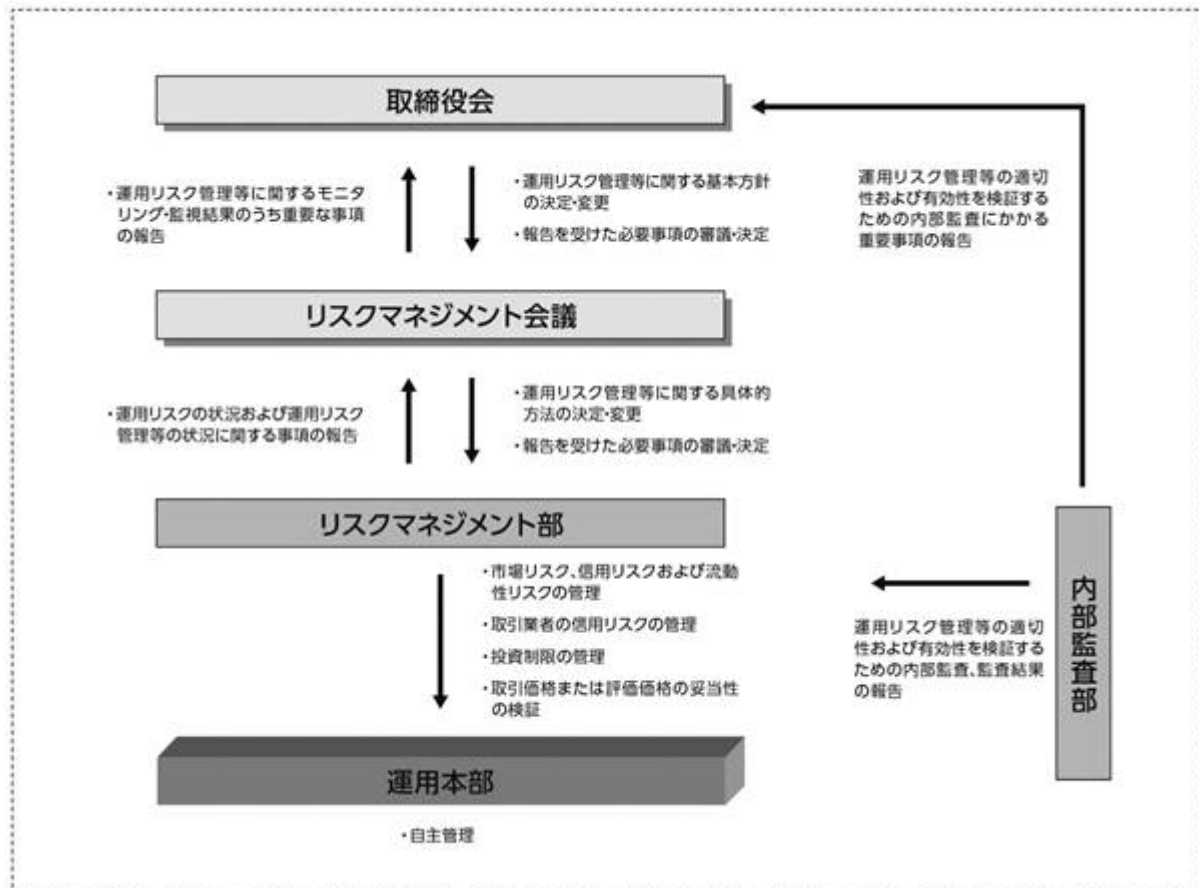 取締役会
・運用リスク管理等に関するモニタ
リング・監視結果のうち重要な事項
の報告
・運用リスク管理等に関する基本方針
の決定・変更
・報告を受けた必要事項の審議・決定
運用リスク管理等の適切
性および有効性を検証す
るための内部監査にかかる
重要事項の報告
リスクマネジメント会議
・運用リスクの状況および運用リスク
管理等の状況に関する事項の報告
・運用リスク管理等に関する具体的
方法の決定・変更
・報告を受けた必要事項の審議・決定
リスクマネジメント部
・市場リスク、信用リスクおよび流動
性リスクの管理
・取引業者の信用リスクの管理
・投資制限の管理
・取引価格または評価価格の妥当性
の検証
運用リスク管理等の適切
性および有効性を検証する
ための内部監査、監査結果
の報告
内部監査部
運用本部
・自主管理